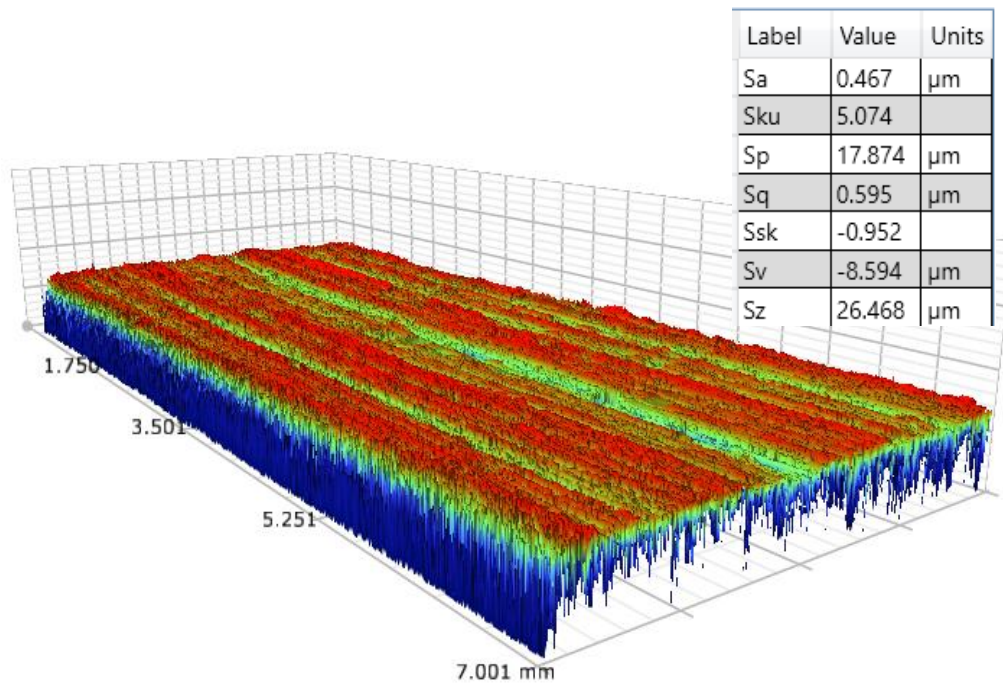 Label Value Units
Sa 0.467 µm
Sku 5.074
Sp 17.874 µm
Sq 0.595 µm
Ssk -0.952
Sv -8.594 µm
Sz 26.468 µm
1.750
3.501
5.251
7.001 mm